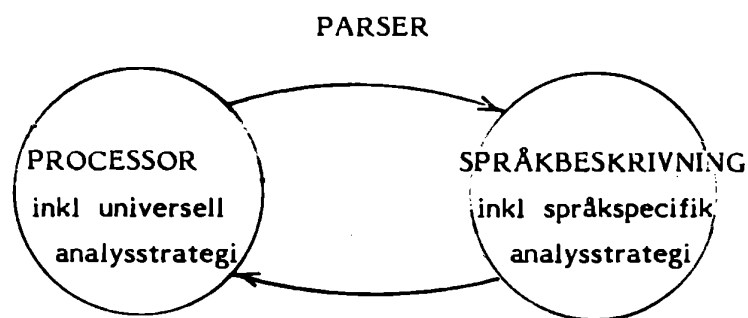 PARSER
PROCESSOR
inkl universell
analysstrategi
SPRÅKBESKRIVNING
inkl språkspecifik
analysstrategi